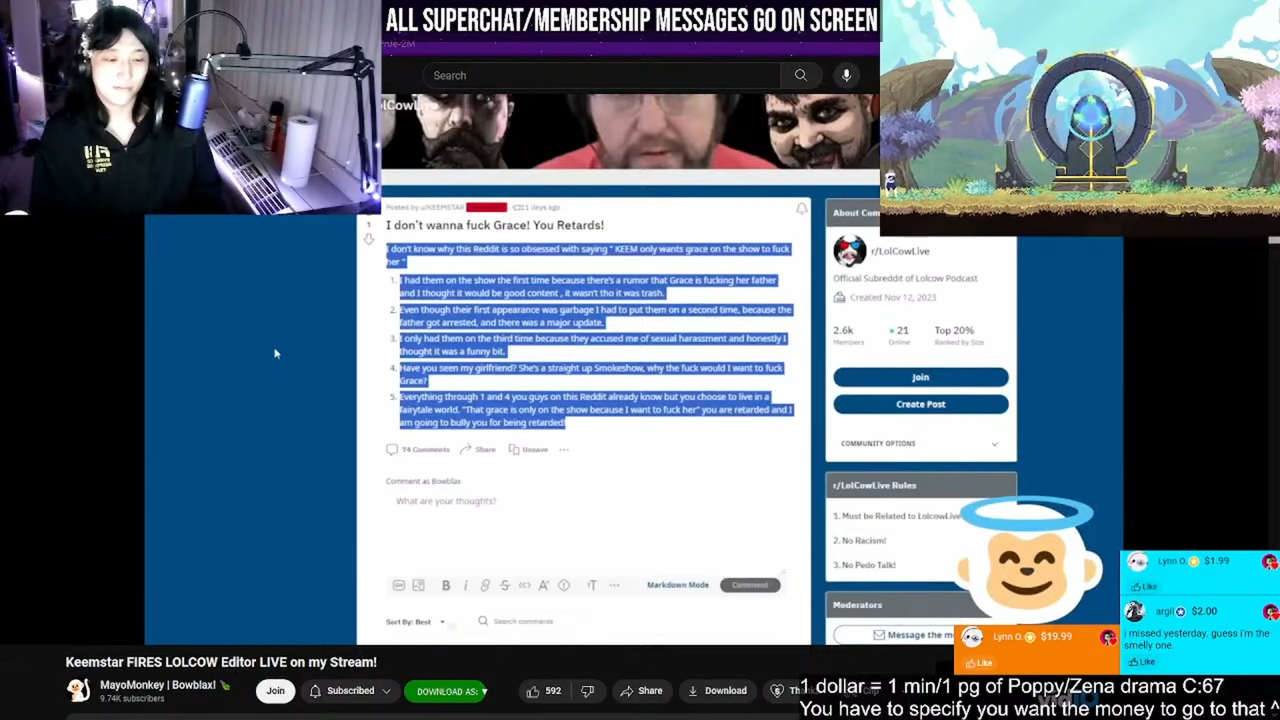 ALL SUPERCHAT/MEMBERSHIP MESSAGES GO ON SCREEN
Search
lCowLive
Posted by u/KEEMSTAR 11 days ago
1
I don't wanna fuck Grace! You Retards!
I don't know why this Reddit is so obsessed with saying " KEEM only wants grace on the show to fuck
her "
1. I had them on the show the first time because there's a rumor that Grace is fucking her father
and I thought it would be good content , it wasn't tho it was trash.
2. Even though their first appearance was garbage I had to put them on a second time, because the
father got arrested, and there was a major update.
3. I only had them on the third time because they accused me of sexual harassment and honestly I
thought it was a funny bit.
4. Have you seen my girlfriend? She's a straight up Smokeshow, why the fuck would I want to fuck
Grace?
5. Everything through 1 and 4 you guys on this Reddit already know but you choose to live in a
fairytale world. "That grace is only on the show because I want to fuck her" you are retarded and I
am going to bully you for being retarded!
74 Comments Share Unsave ...
Comment as Bowblax
What are your thoughts?
B i S A T ...
Markdown Mode Comment
Sort By: Best
Search comments
About Com
r/LolCowLive
Official Subreddit of Lolcow Podcast
Created Nov 12, 2023
2.6k 21 Top 20%
Members Online Ranked by Size
Join
Create Post
COMMUNITY OPTIONS
r/LolCowLive Rules
1. Must be Related to LolcowLive
2. No Racism!
3. No Pedo Talk!
Moderators
Message the m
Lynn O. $1.99
Like
argil $2.00
i missed yesterday. guess i'm the
smelly one.
Like
Lynn O. $19.99
Like
Keemstar FIRES LOLCOW Editor LIVE on my Stream!
MayoMonkey | Bowblax!
9.74K subscribers
Join
Subscribed
DOWNLOAD AS:
592
Share
Download
1 dollar = 1 min/1 pg of Poppy/Zena drama C:67
You have to specify you want the money to go to that ^